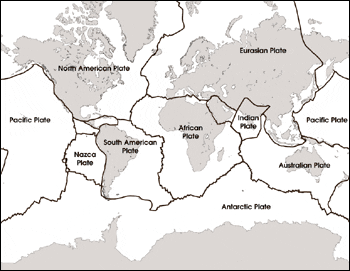 Eurasian Plate
North American Plate
Pacific Plate
African
Plate
Indian
Plate
Pacific Plate
South American
Plate
Nazca
Plate
Australian Plate
Antarctic Plate